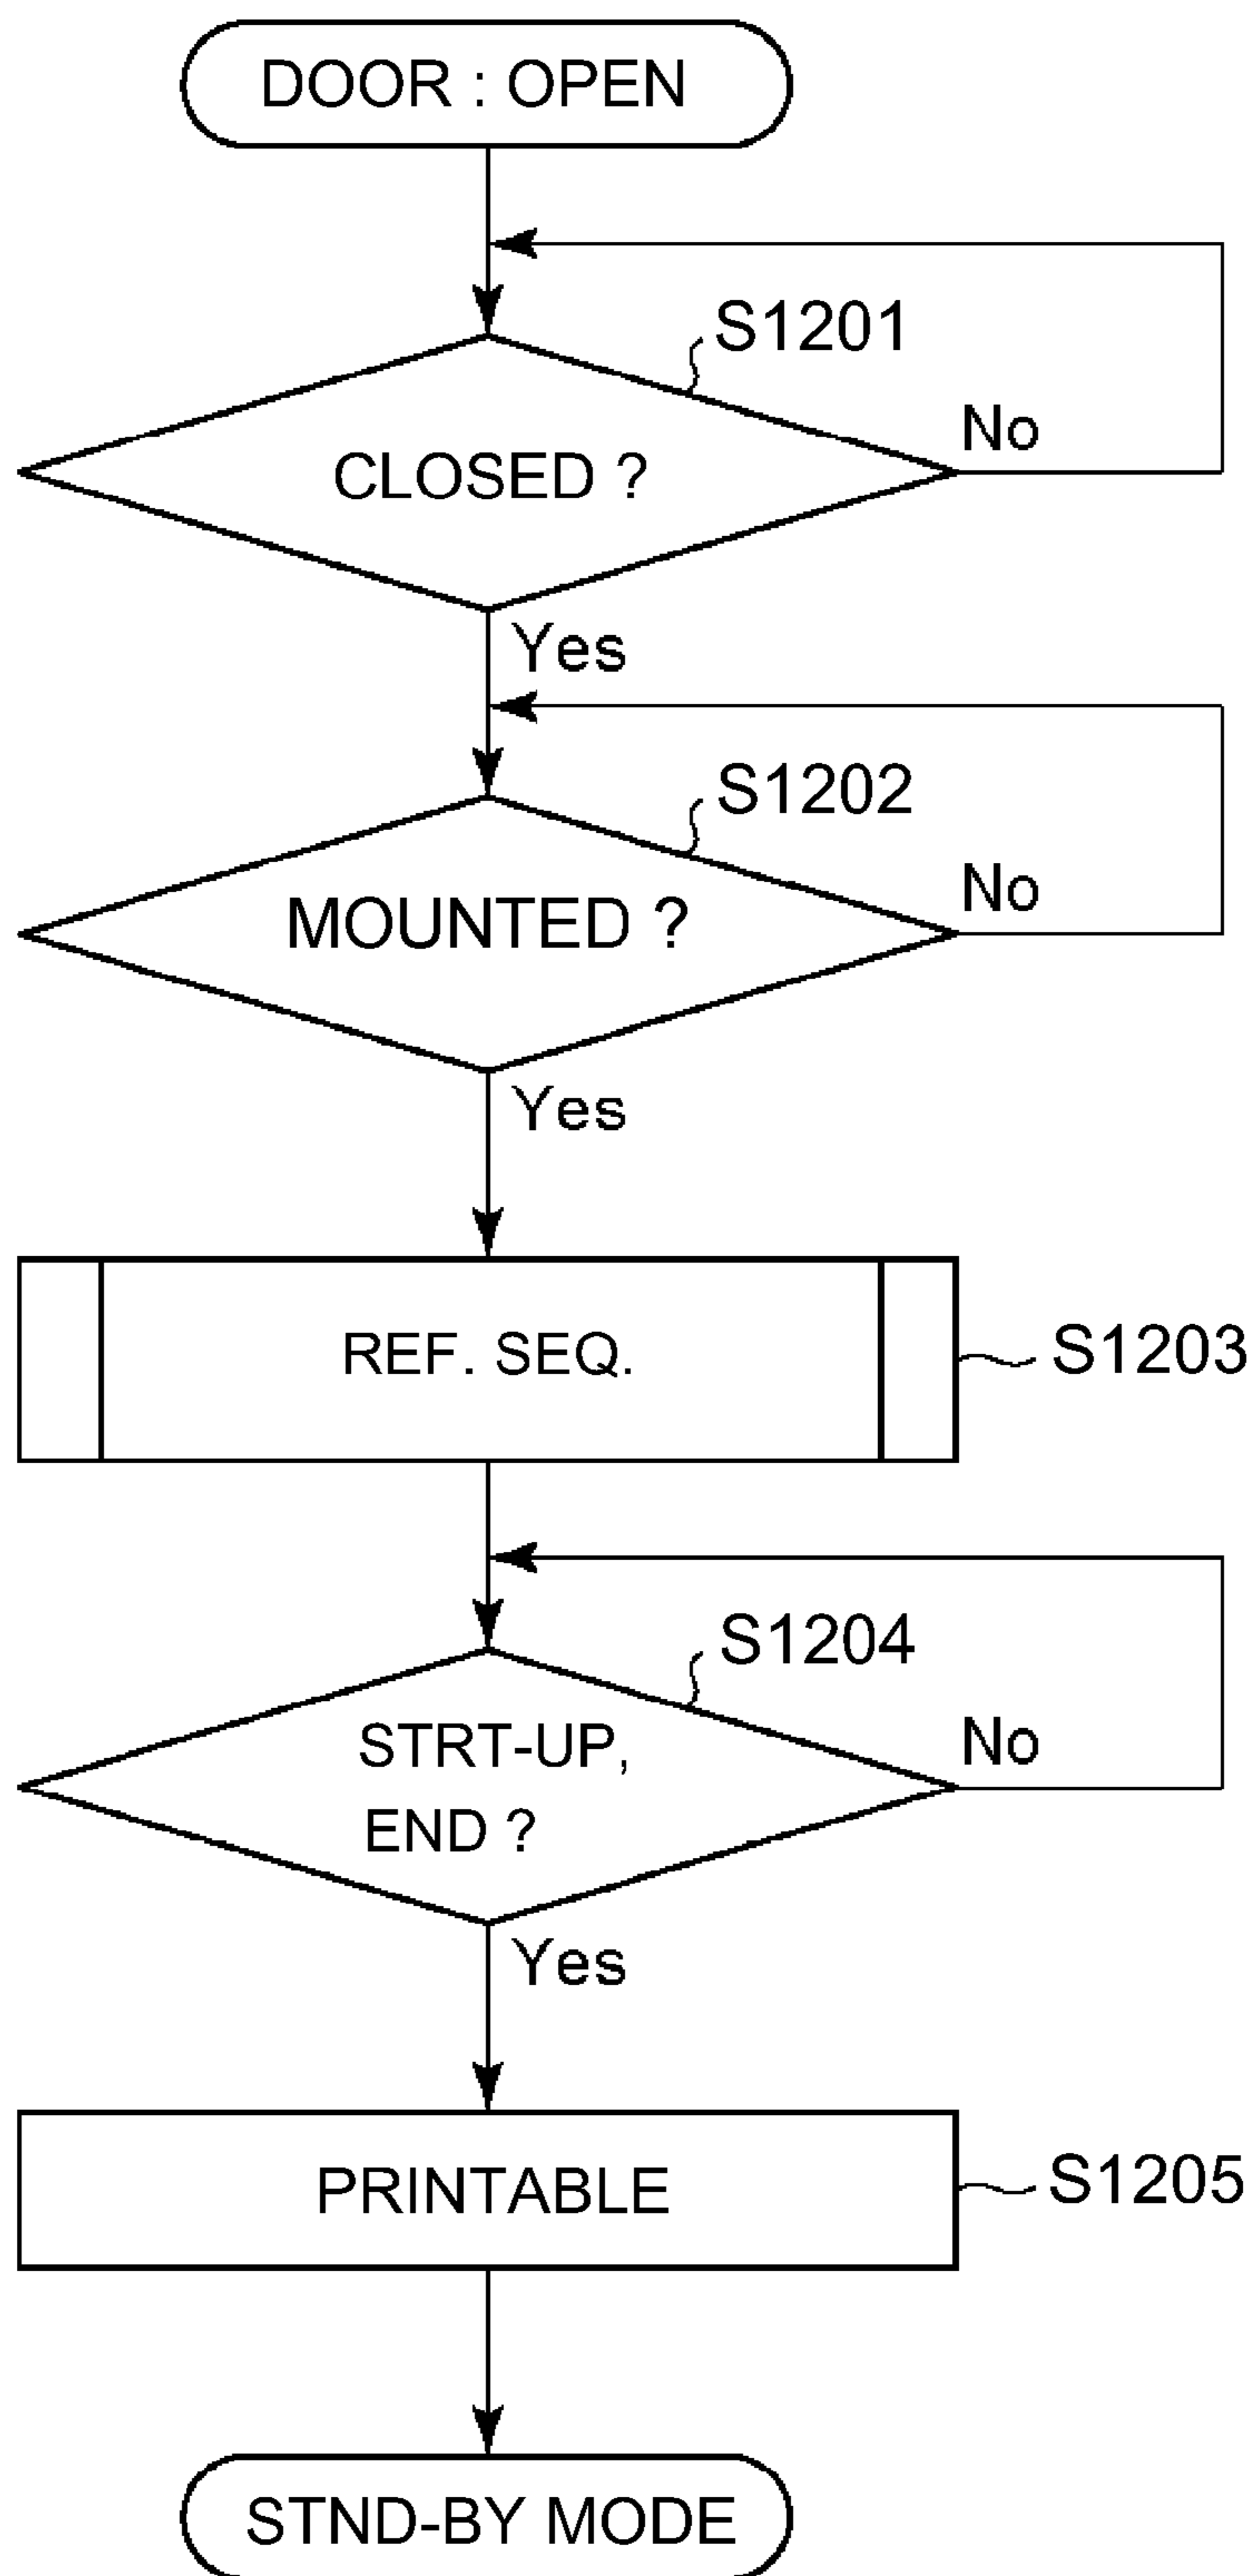 DOOR : OPEN
S1201
CLOSED ?
No
Yes
S1202
MOUNTED ?
No
Yes
REF. SEQ.
S1203
S1204
STRT-UP,
END ?
No
Yes
PRINTABLE
S1205
STND-BY MODE